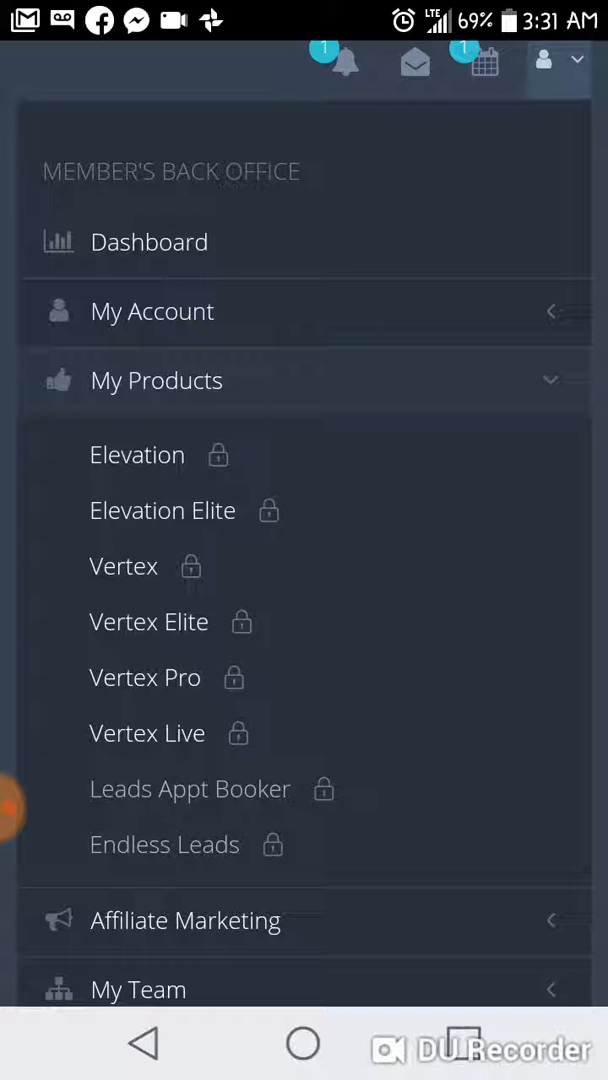 LTE 69% 3:31 AM
1 1
MEMBER'S BACK OFFICE
Dashboard
My Account
My Products
Elevation
Elevation Elite
Vertex
Vertex Elite
Vertex Pro
Vertex Live
Leads Appt Booker
Endless Leads
Affiliate Marketing
My Team
DU Recorder